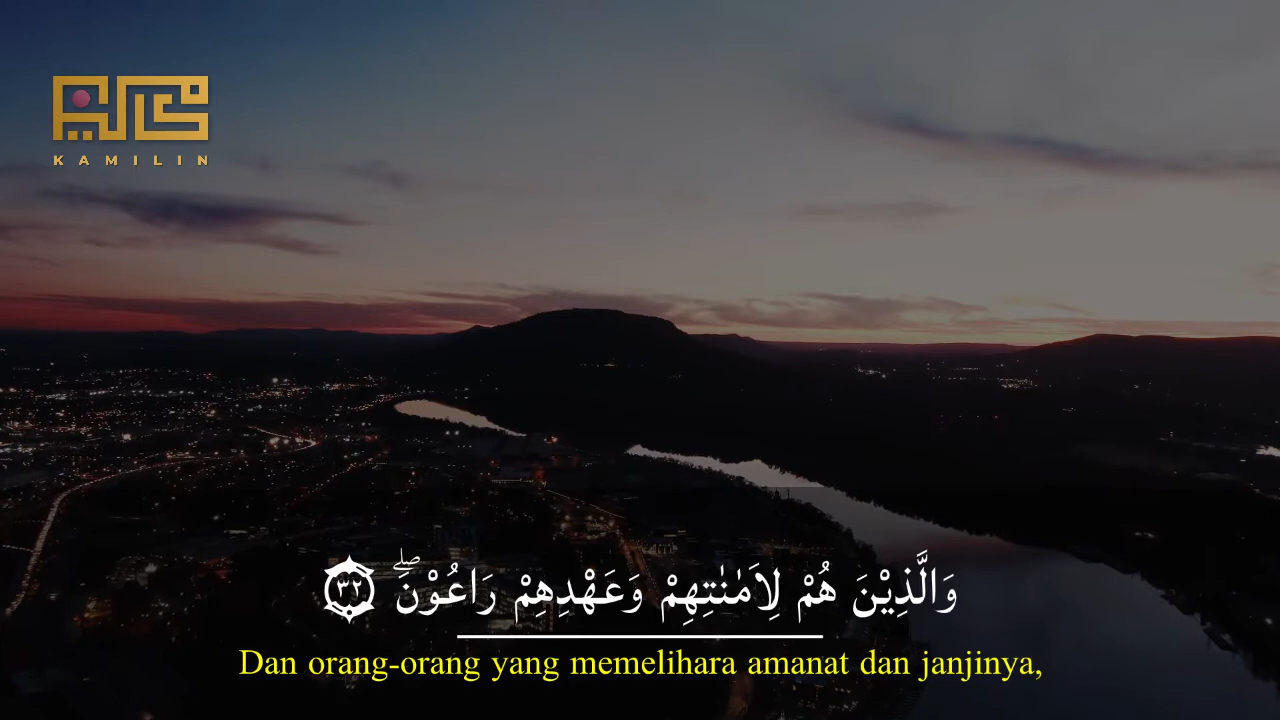 KAMILIN
وَالَّذِيْنَ هُمْ لِاَمٰنٰتِهِمْ وَعَهْدِهِمْ رَاعُوْنَۖ ٣٢
Dan orang-orang yang memelihara amanat dan janjinya,